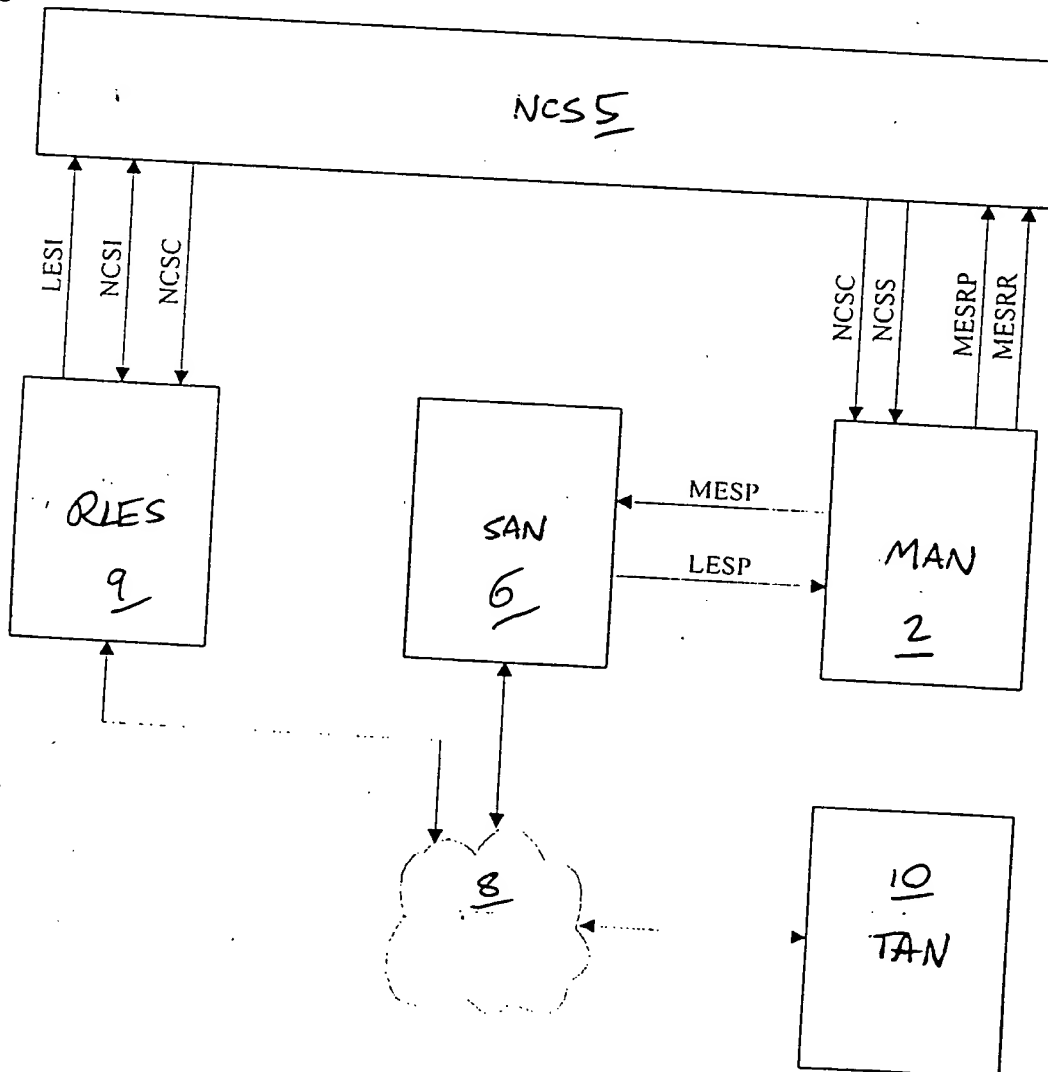 NCS 5
LESI
NCSI
NCSC
NCSC
NCSS
MESRP
MESRR
RLES
9
SAN
6
MESP
LESP
MAN
2
8
10
TAN